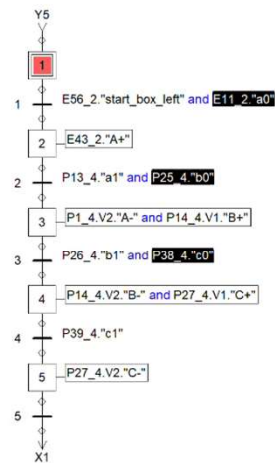 Y5
1
1 E56_2."start_box_left" and E11_2."a0"
2 E43_2."A+"
2 P13_4."a1" and P25_4."b0"
3 P1_4.V2."A-" and P14_4.V1."B+"
3 P26_4."b1" and P38_4."c0"
4 P14_4.V2."B-" and P27_4.V1."C+"
4 P39_4."c1"
5 P27_4.V2."C-"
5
X1